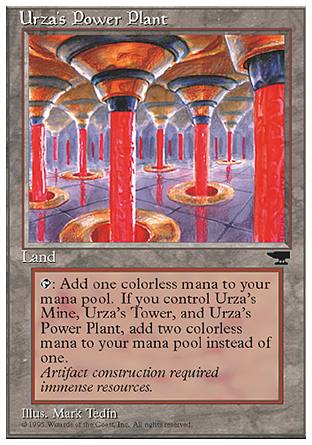 Urza's Power Plant
Land
: Add one colorless mana to your
mana pool. If you control Urza's
Mine, Urza's Tower, and Urza's
Power Plant, add two colorless
mana to your mana pool instead of
one.
Artifact construction required
immense resources.
Illus. Mark Tedin
© 1995 Wizards of the Coast, Inc. All rights reserved.